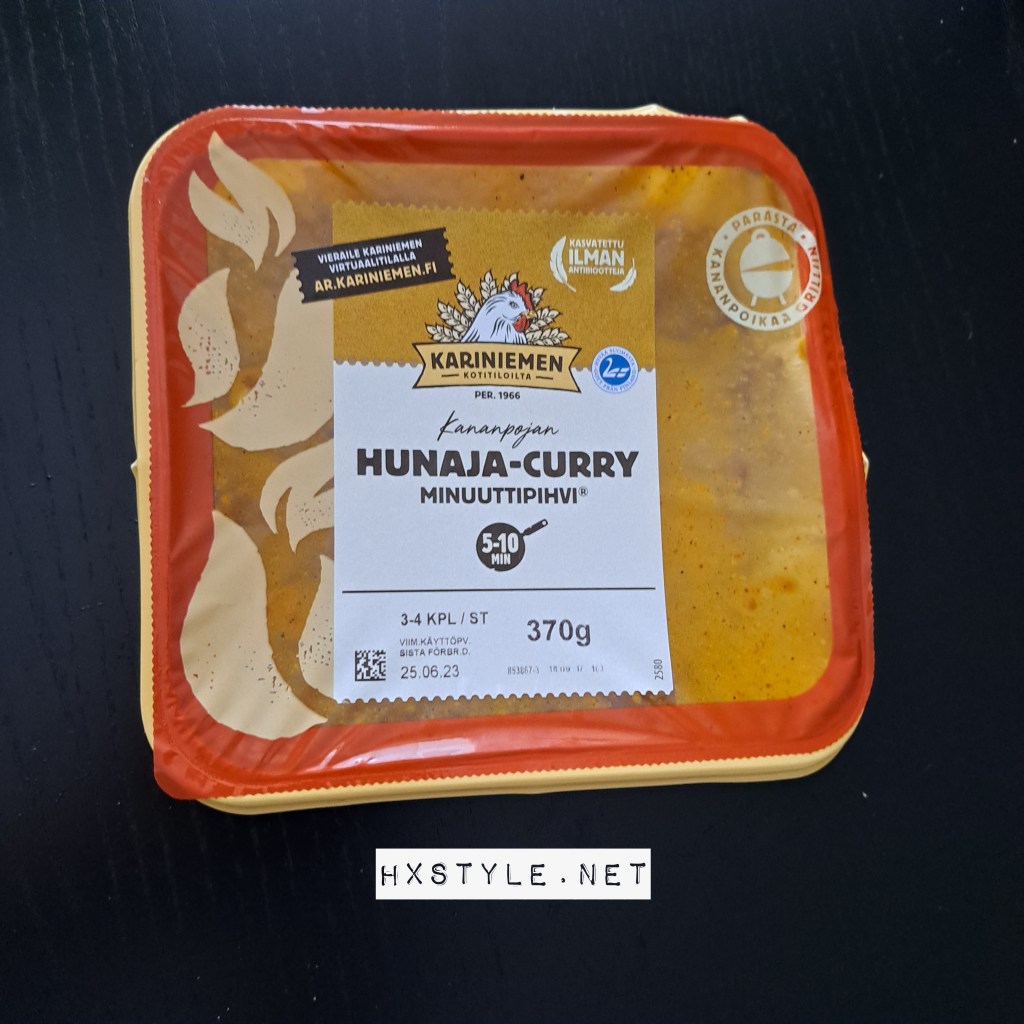 VIERAILE KARINIEMEN
VIRTUAALITILALLA
AR.KARINIEMEN.FI
KASVATETTU
ILMAN
ANTIBIOOTTEJA
PARASTA
KANANPOIKAA GRILLIIN
KARINIEMEN
KOTITILOILTA
PER. 1966
Kananpojan
HUNAJA-CURRY
MINUUTTIPIHVI®
5-10
MIN
3-4 KPL / ST
370g
VIIM.KÄYTTÖPV.
SISTA FÖRBR.D.
25.06.23
2580
HXSTYLE.NET